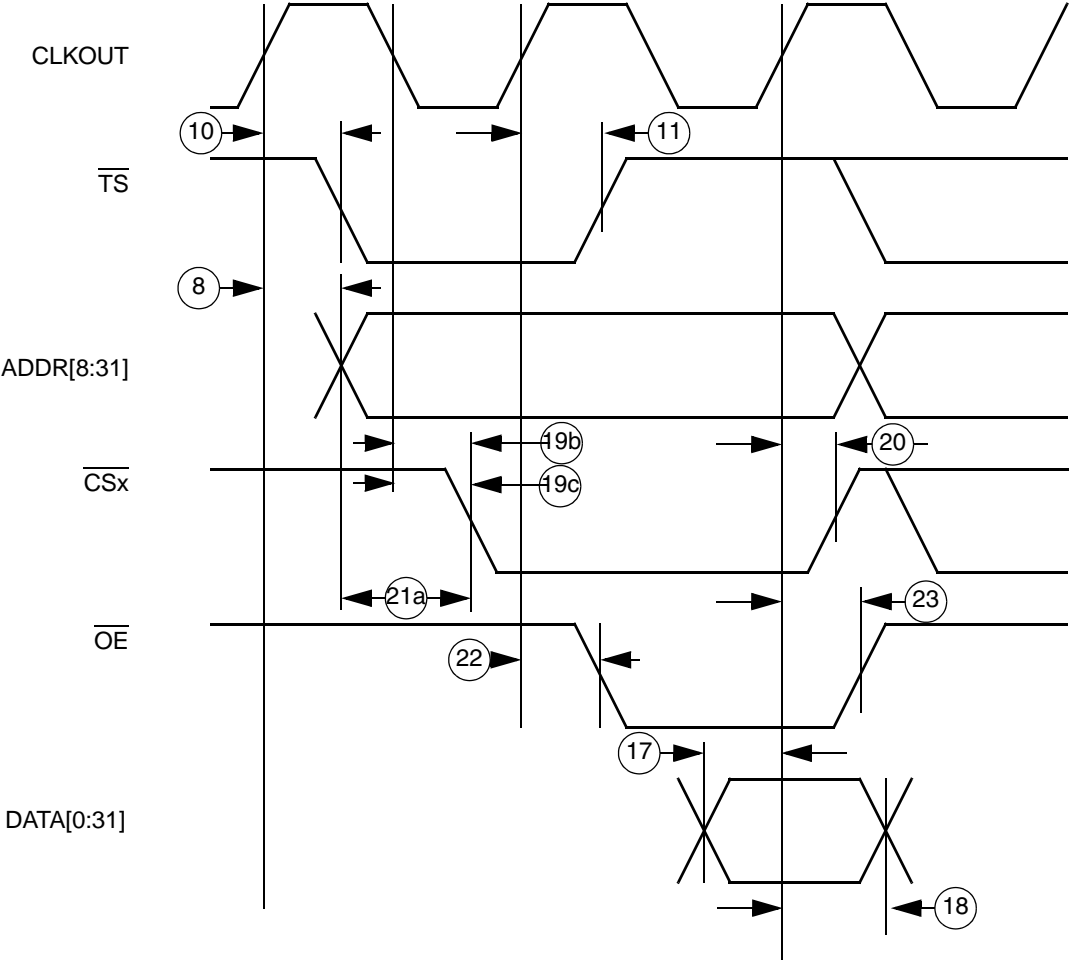 CLKOUT
10
11
TS
8
ADDR[8:31]
19b
20
CSx
19c
21a
23
OE
22
17
DATA[0:31]
18